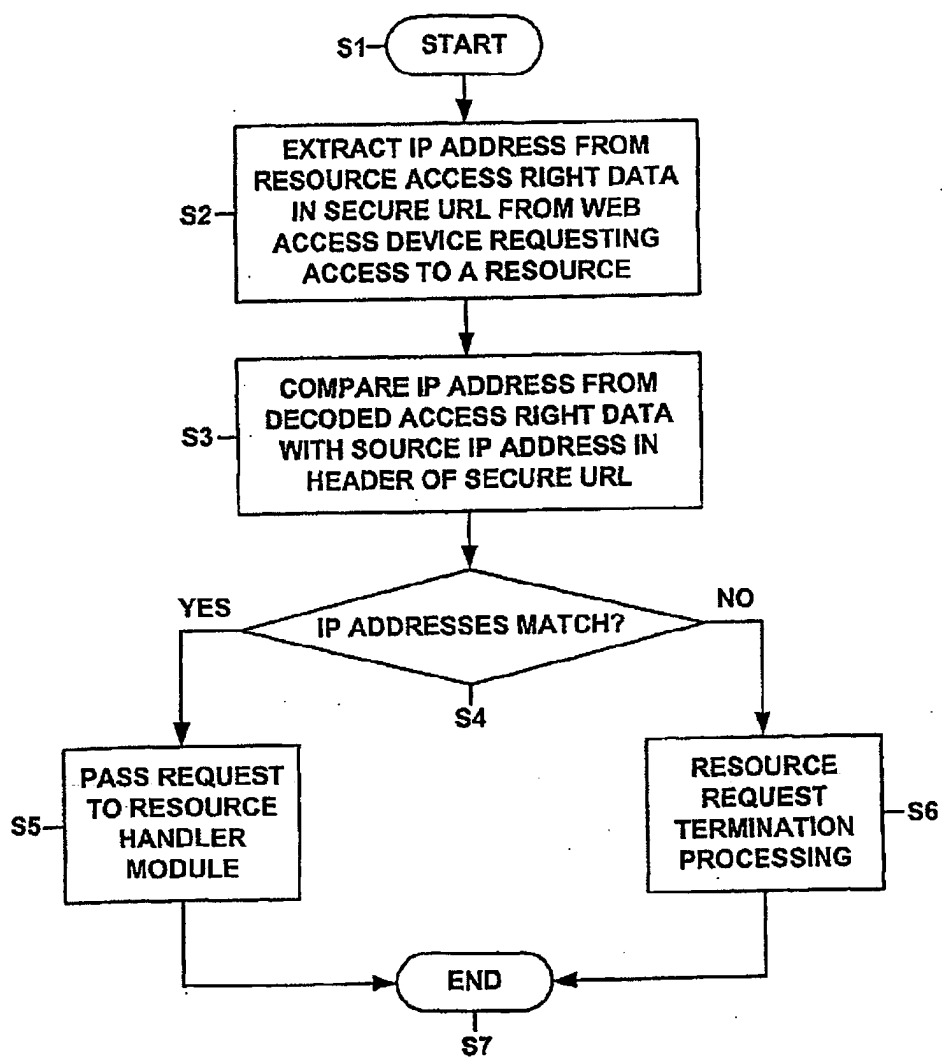 S1
START
EXTRACT IP ADDRESS FROM
RESOURCE ACCESS RIGHT DATA
IN SECURE URL FROM WEB
ACCESS DEVICE REQUESTING
ACCESS TO A RESOURCE
S2
COMPARE IP ADDRESS FROM
DECODED ACCESS RIGHT DATA
WITH SOURCE IP ADDRESS IN
HEADER OF SECURE URL
S3
YES
IP ADDRESSES MATCH?
NO
S4
PASS REQUEST
TO RESOURCE
HANDLER
MODULE
S5
RESOURCE
REQUEST
TERMINATION
PROCESSING
S6
END
S7